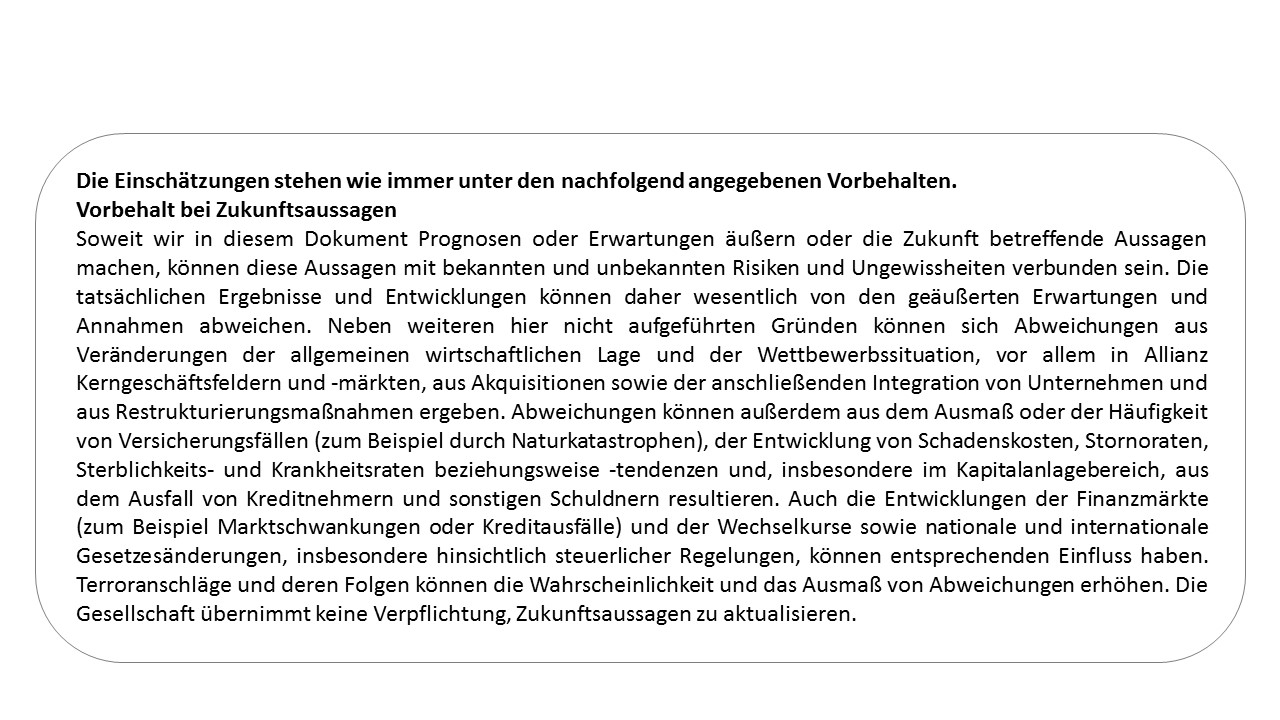 Die Einschätzungen stehen wie immer unter den nachfolgend angegebenen Vorbehalten.
Vorbehalt bei Zukunftsaussagen
Soweit wir in diesem Dokument Prognosen oder Erwartungen äußern oder die Zukunft betreffende Aussagen
machen, können diese Aussagen mit bekannten und unbekannten Risiken und Ungewissheiten verbunden sein. Die
tatsächlichen Ergebnisse und Entwicklungen können daher wesentlich von den geäußerten Erwartungen und
Annahmen abweichen. Neben weiteren hier nicht aufgeführten Gründen können sich Abweichungen aus
Veränderungen der allgemeinen wirtschaftlichen Lage und der Wettbewerbssituation, vor allem in Allianz
Kerngeschäftsfeldern und -märkten, aus Akquisitionen sowie der anschließenden Integration von Unternehmen und
aus Restrukturierungsmaßnahmen ergeben. Abweichungen können außerdem aus dem Ausmaß oder der Häufigkeit
von Versicherungsfällen (zum Beispiel durch Naturkatastrophen), der Entwicklung von Schadenskosten, Stornoraten,
Sterblichkeits- und Krankheitsraten beziehungsweise -tendenzen und, insbesondere im Kapitalanlagebereich, aus
dem Ausfall von Kreditnehmern und sonstigen Schuldnern resultieren. Auch die Entwicklungen der Finanzmärkte
(zum Beispiel Marktschwankungen oder Kreditausfälle) und der Wechselkurse sowie nationale und internationale
Gesetzesänderungen, insbesondere hinsichtlich steuerlicher Regelungen, können entsprechenden Einfluss haben.
Terroranschläge und deren Folgen können die Wahrscheinlichkeit und das Ausmaß von Abweichungen erhöhen. Die
Gesellschaft übernimmt keine Verpflichtung, Zukunftsaussagen zu aktualisieren.